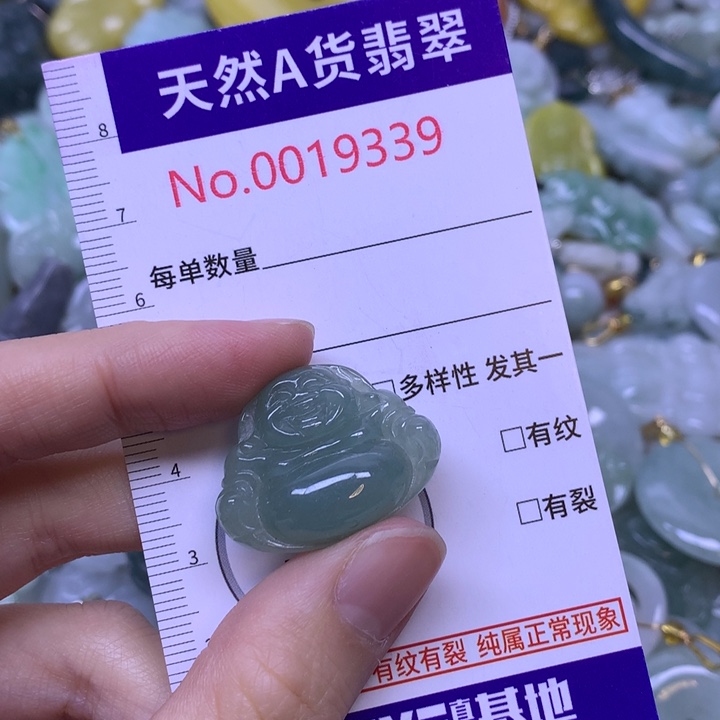 天然A货翡翠
No.0019339
8
7
每单数量
6
□多样性 发其一
□有纹
4
□有裂
3
有纹有裂 纯属正常现象
基地